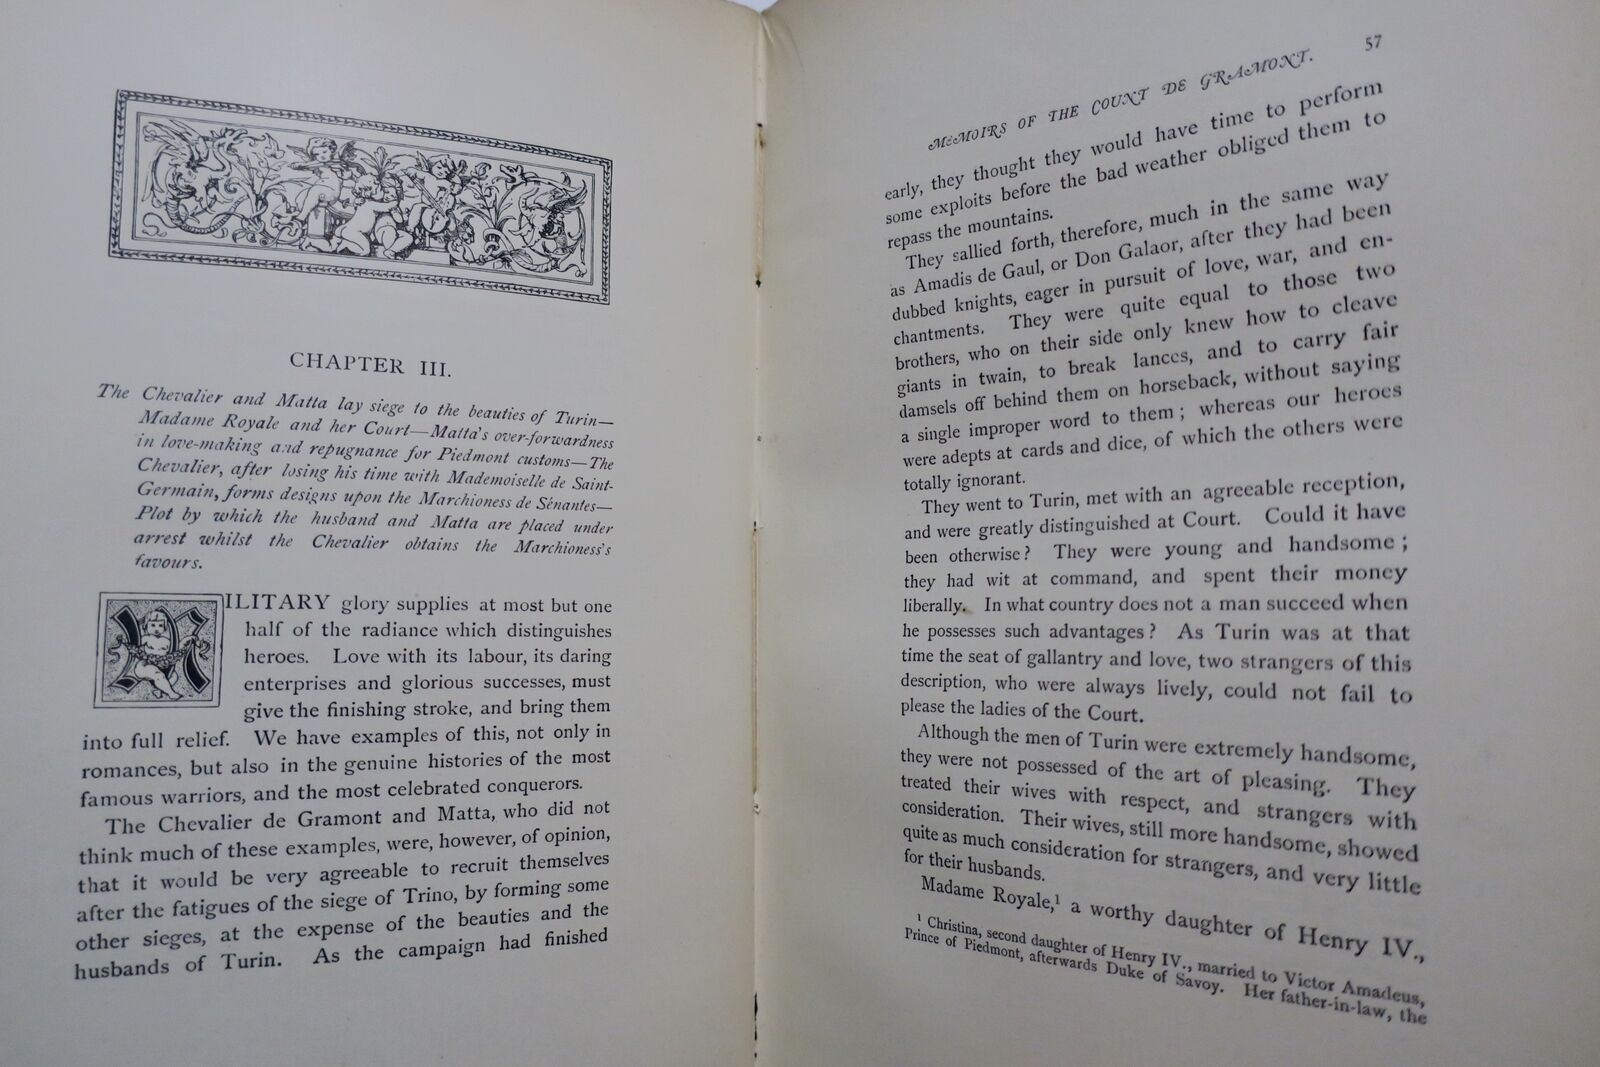 CHAPTER III.
The Chevalier and Matta lay siege to the beauties of Turin—
Madame Royale and her Court—Matta's over-forwardness
in love-making and repugnance for Piedmont customs—The
Chevalier, after losing his time with Mademoiselle de Saint-
Germain, forms designs upon the Marchioness de Sénantes—
Plot by which the husband and Matta are placed under
arrest whilst the Chevalier obtains the Marchioness's
favours.
MILITARY glory supplies at most but one
half of the radiance which distinguishes
heroes. Love with its labour, its daring
enterprises and glorious successes, must
give the finishing stroke, and bring them
into full relief. We have examples of this, not only in
romances, but also in the genuine histories of the most
famous warriors, and the most celebrated conquerors.
The Chevalier de Gramont and Matta, who did not
think much of these examples, were, however, of opinion,
that it would be very agreeable to recruit themselves
after the fatigues of the siege of Trino, by forming some
other sieges, at the expense of the beauties and the
husbands of Turin. As the campaign had finished
MEMOIRS OF THE COUNT DE GRAMONT. 57
early, they thought they would have time to perform
some exploits before the bad weather obliged them to
repass the mountains.
They sallied forth, therefore, much in the same way
as Amadis de Gaul, or Don Galaor, after they had been
dubbed knights, eager in pursuit of love, war, and en-
chantments. They were quite equal to those two
brothers, who on their side only knew how to cleave
giants in twain, to break lances, and to carry fair
damsels off behind them on horseback, without saying
a single improper word to them; whereas our heroes
were adepts at cards and dice, of which the others were
totally ignorant.
They went to Turin, met with an agreeable reception,
and were greatly distinguished at Court. Could it have
been otherwise? They were young and handsome;
they had wit at command, and spent their money
liberally. In what country does not a man succeed when
he possesses such advantages? As Turin was at that
time the seat of gallantry and love, two strangers of this
description, who were always lively, could not fail to
please the ladies of the Court.
Although the men of Turin were extremely handsome,
they were not possessed of the art of pleasing. They
treated their wives with respect, and strangers with
consideration. Their wives, still more handsome, showed
quite as much consideration for strangers, and very little
for their husbands.
Madame Royale,¹ a worthy daughter of Henry IV.,
¹ Christina, second daughter of Henry IV., married to Victor Amadeus,
Prince of Piedmont, afterwards Duke of Savoy. Her father-in-law, the